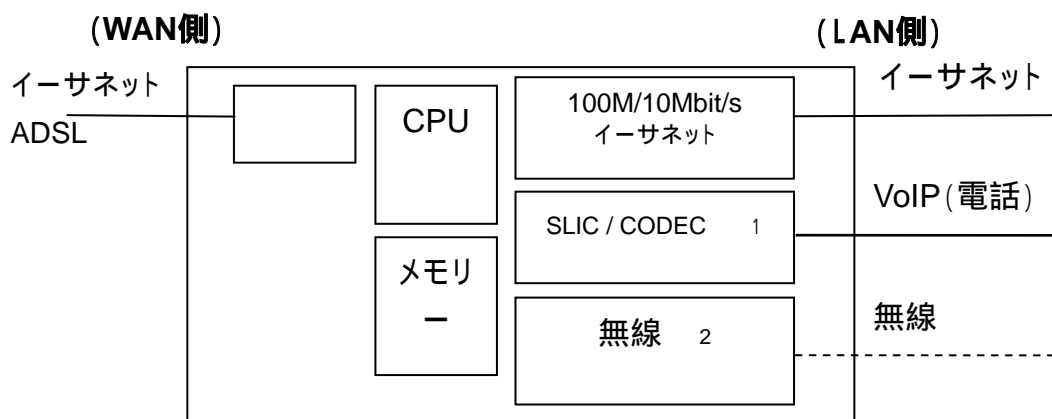 (WAN側)
(LAN側)
イーサネット
ADSL
CPU
メモリ
ー
100M/10Mbit/s
イーサネット
SLIC / CODEC 1
無線 2
イーサネット
VoIP(電話)
無線